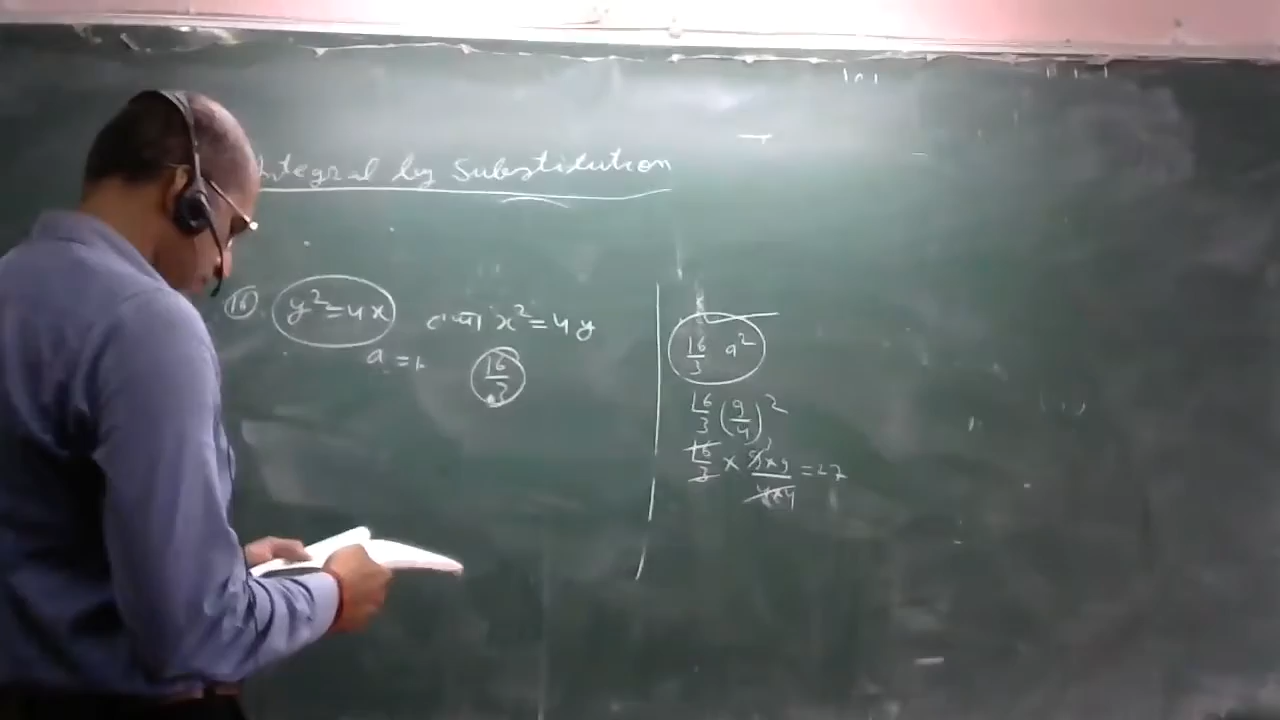 Integral by Substitution
(16) y²=4x तथा x²=4y
a=1
16/3
16/3 a²
16/3 (9/4)²
16/3 × 9×9/4×4 =27